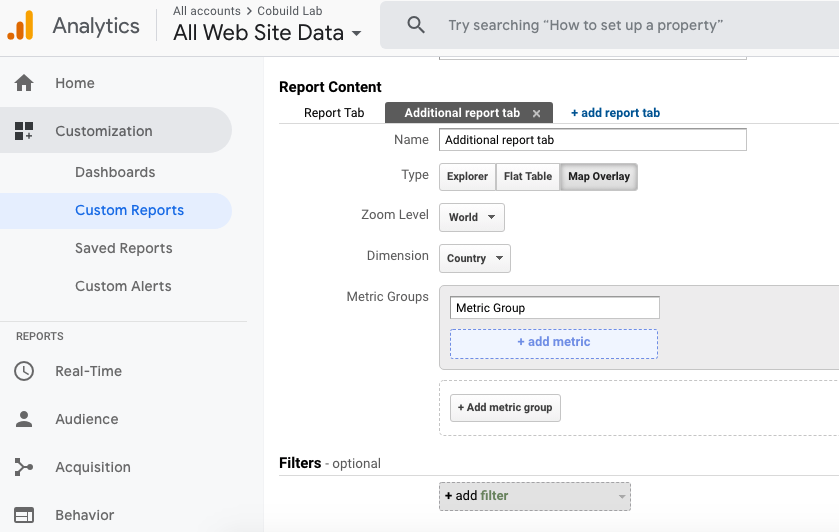 Analytics
All accounts > Cobuild Lab
All Web Site Data
Try searching “How to set up a property”
Home
Customization
Dashboards
Custom Reports
Saved Reports
Custom Alerts
REPORTS
Real-Time
Audience
Acquisition
Behavior
Report Content
Report Tab Additional report tab × + add report tab
Name Additional report tab
Type Explorer Flat Table Map Overlay
Zoom Level World
Dimension Country
Metric Groups
Metric Group
+ add metric
+ Add metric group
Filters - optional
+ add filter